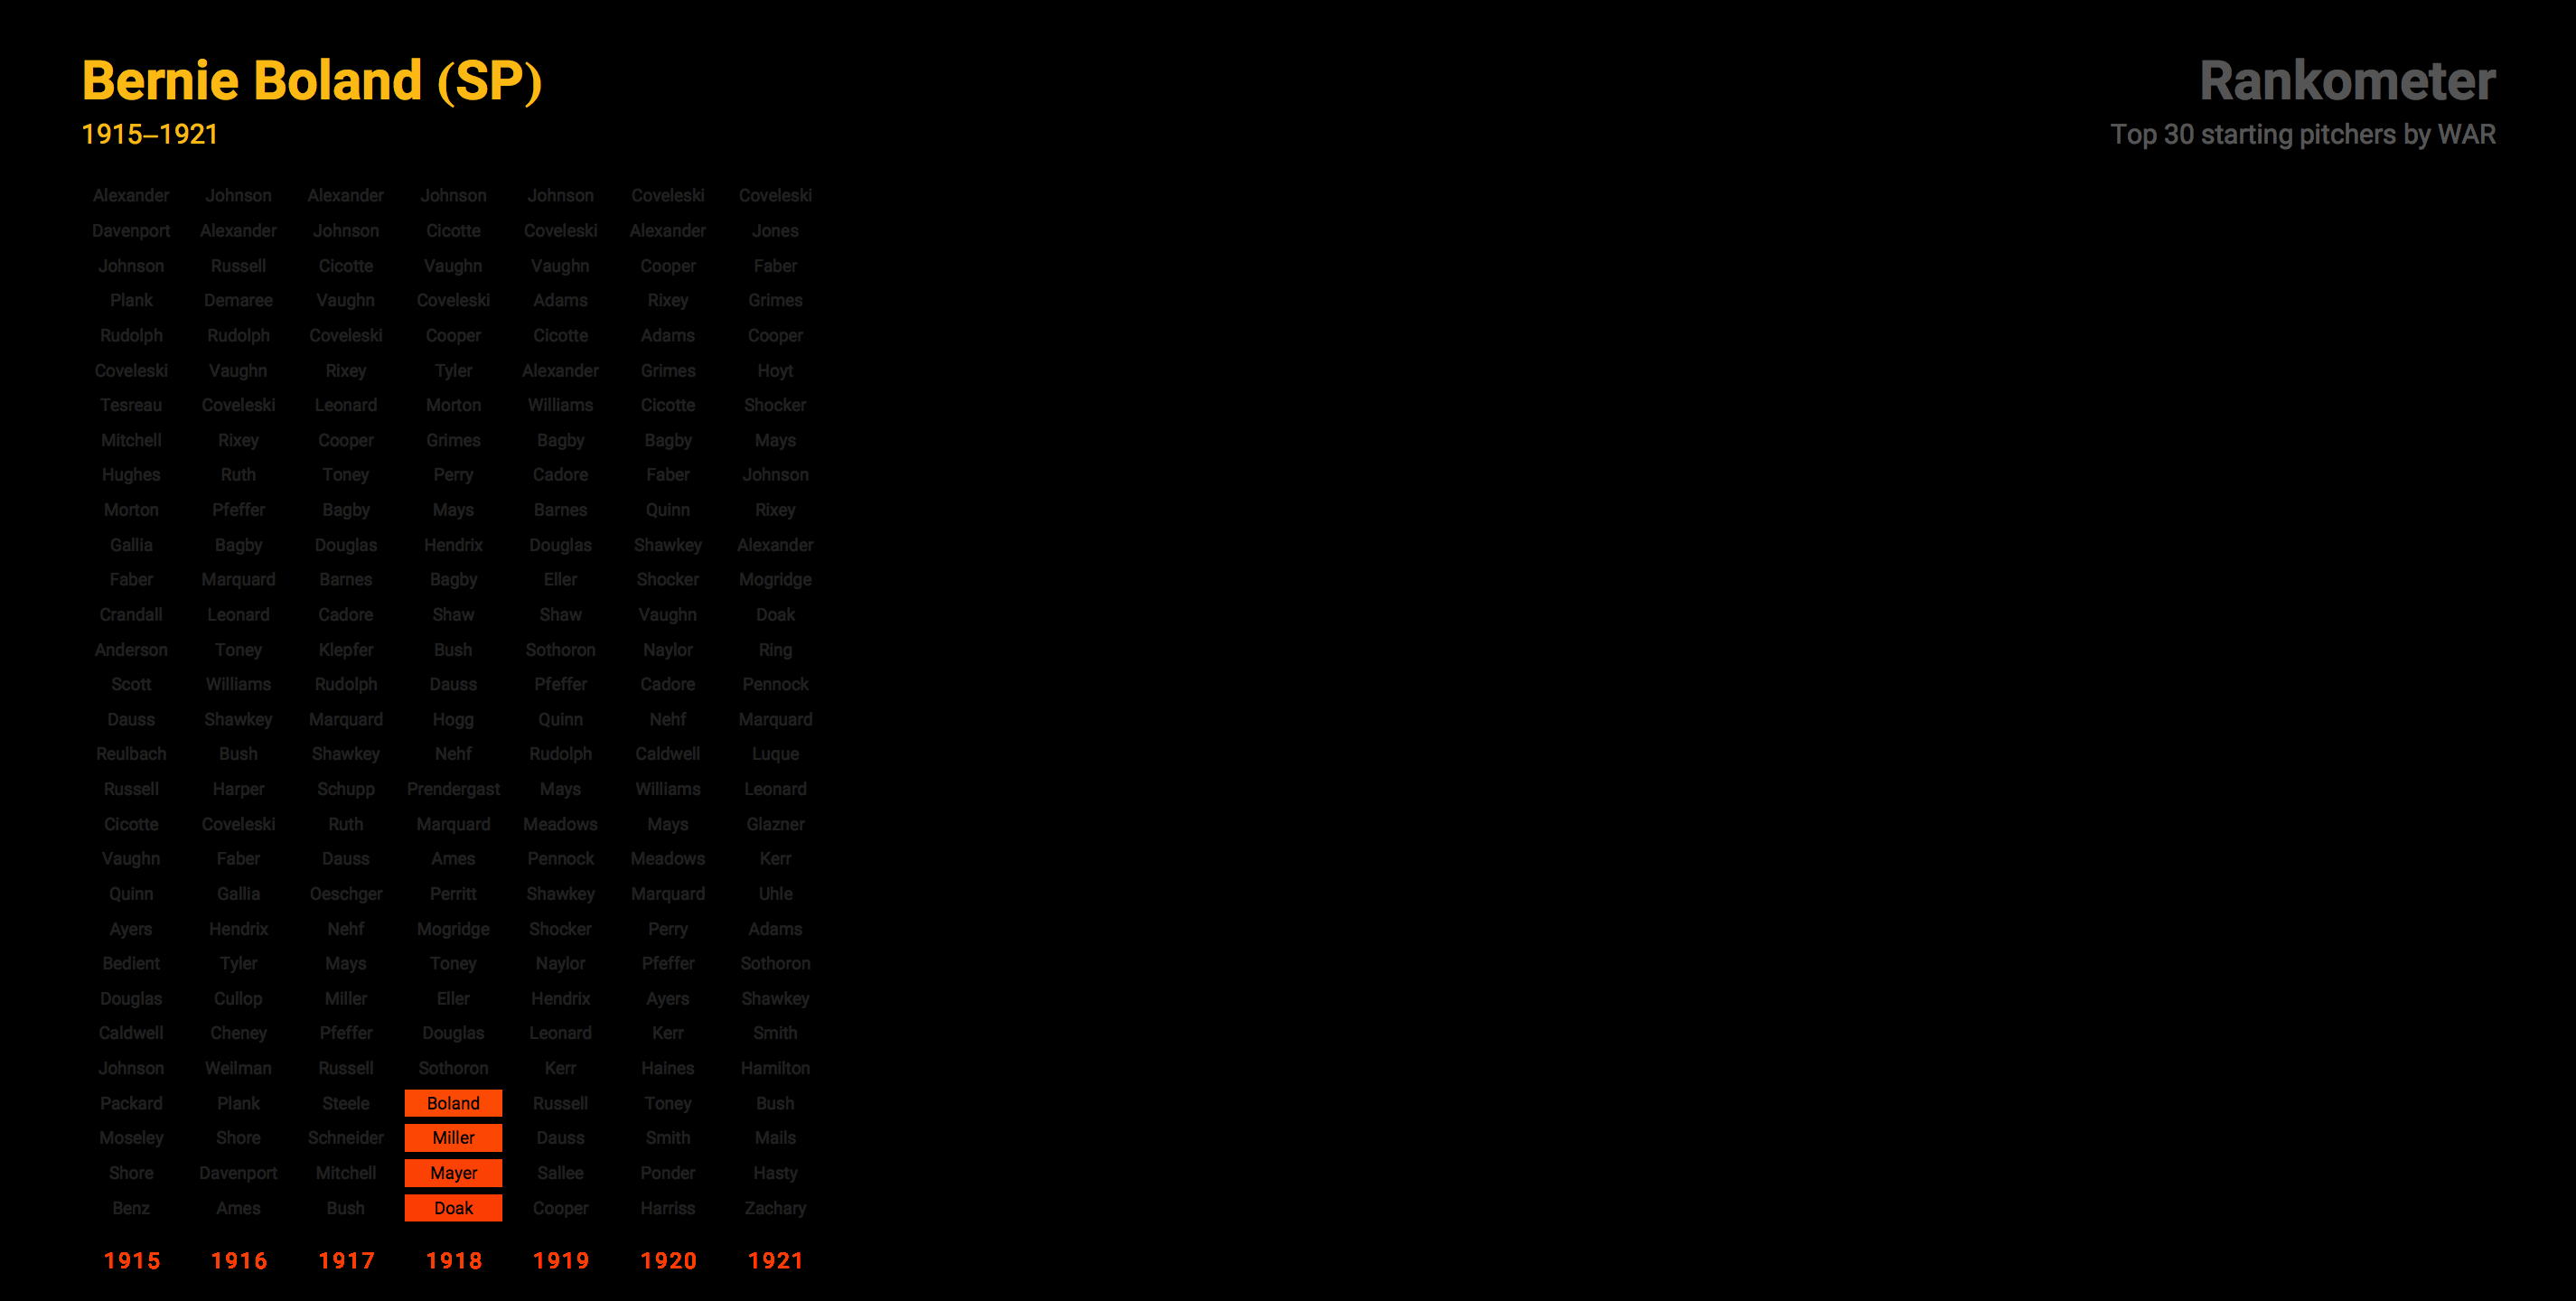 Bernie Boland (SP)
1915–1921
Rankometer
Top 30 starting pitchers by WAR
Alexander Johnson Alexander Johnson Johnson Coveleski Coveleski
Davenport Alexander Johnson Cicotte Coveleski Alexander Jones
Johnson Russell Cicotte Vaughn Vaughn Cooper Faber
Plank Demaree Vaughn Coveleski Adams Rixey Grimes
Rudolph Rudolph Coveleski Cooper Cicotte Adams Cooper
Coveleski Vaughn Rixey Tyler Alexander Grimes Hoyt
Tesreau Coveleski Leonard Morton Williams Cicotte Shocker
Mitchell Rixey Cooper Grimes Bagby Bagby Mays
Hughes Ruth Toney Perry Cadore Faber Johnson
Morton Pfeffer Bagby Mays Barnes Quinn Rixey
Gallia Bagby Douglas Hendrix Douglas Shawkey Alexander
Faber Marquard Barnes Bagby Eller Shocker Mogridge
Crandall Leonard Cadore Shaw Shaw Vaughn Doak
Anderson Toney Klepfer Bush Sothoron Naylor Ring
Scott Williams Rudolph Dauss Pfeffer Cadore Pennock
Dauss Shawkey Marquard Hogg Quinn Nehf Marquard
Reulbach Bush Shawkey Nehf Rudolph Caldwell Luque
Russell Harper Schupp Prendergast Mays Williams Leonard
Cicotte Coveleski Ruth Marquard Meadows Mays Glazner
Vaughn Faber Dauss Ames Pennock Meadows Kerr
Quinn Gallia Oeschger Perritt Shawkey Marquard Uhle
Ayers Hendrix Nehf Mogridge Shocker Perry Adams
Bedient Tyler Mays Toney Naylor Pfeffer Sothoron
Douglas Cullop Miller Eller Hendrix Ayers Shawkey
Caldwell Cheney Pfeffer Douglas Leonard Kerr Smith
Johnson Weilman Russell Sothoron Kerr Haines Hamilton
Packard Plank Steele Boland Russell Toney Bush
Moseley Shore Schneider Miller Dauss Smith Mails
Shore Davenport Mitchell Mayer Sallee Ponder Hasty
Benz Ames Bush Doak Cooper Harriss Zachary
1915 1916 1917 1918 1919 1920 1921